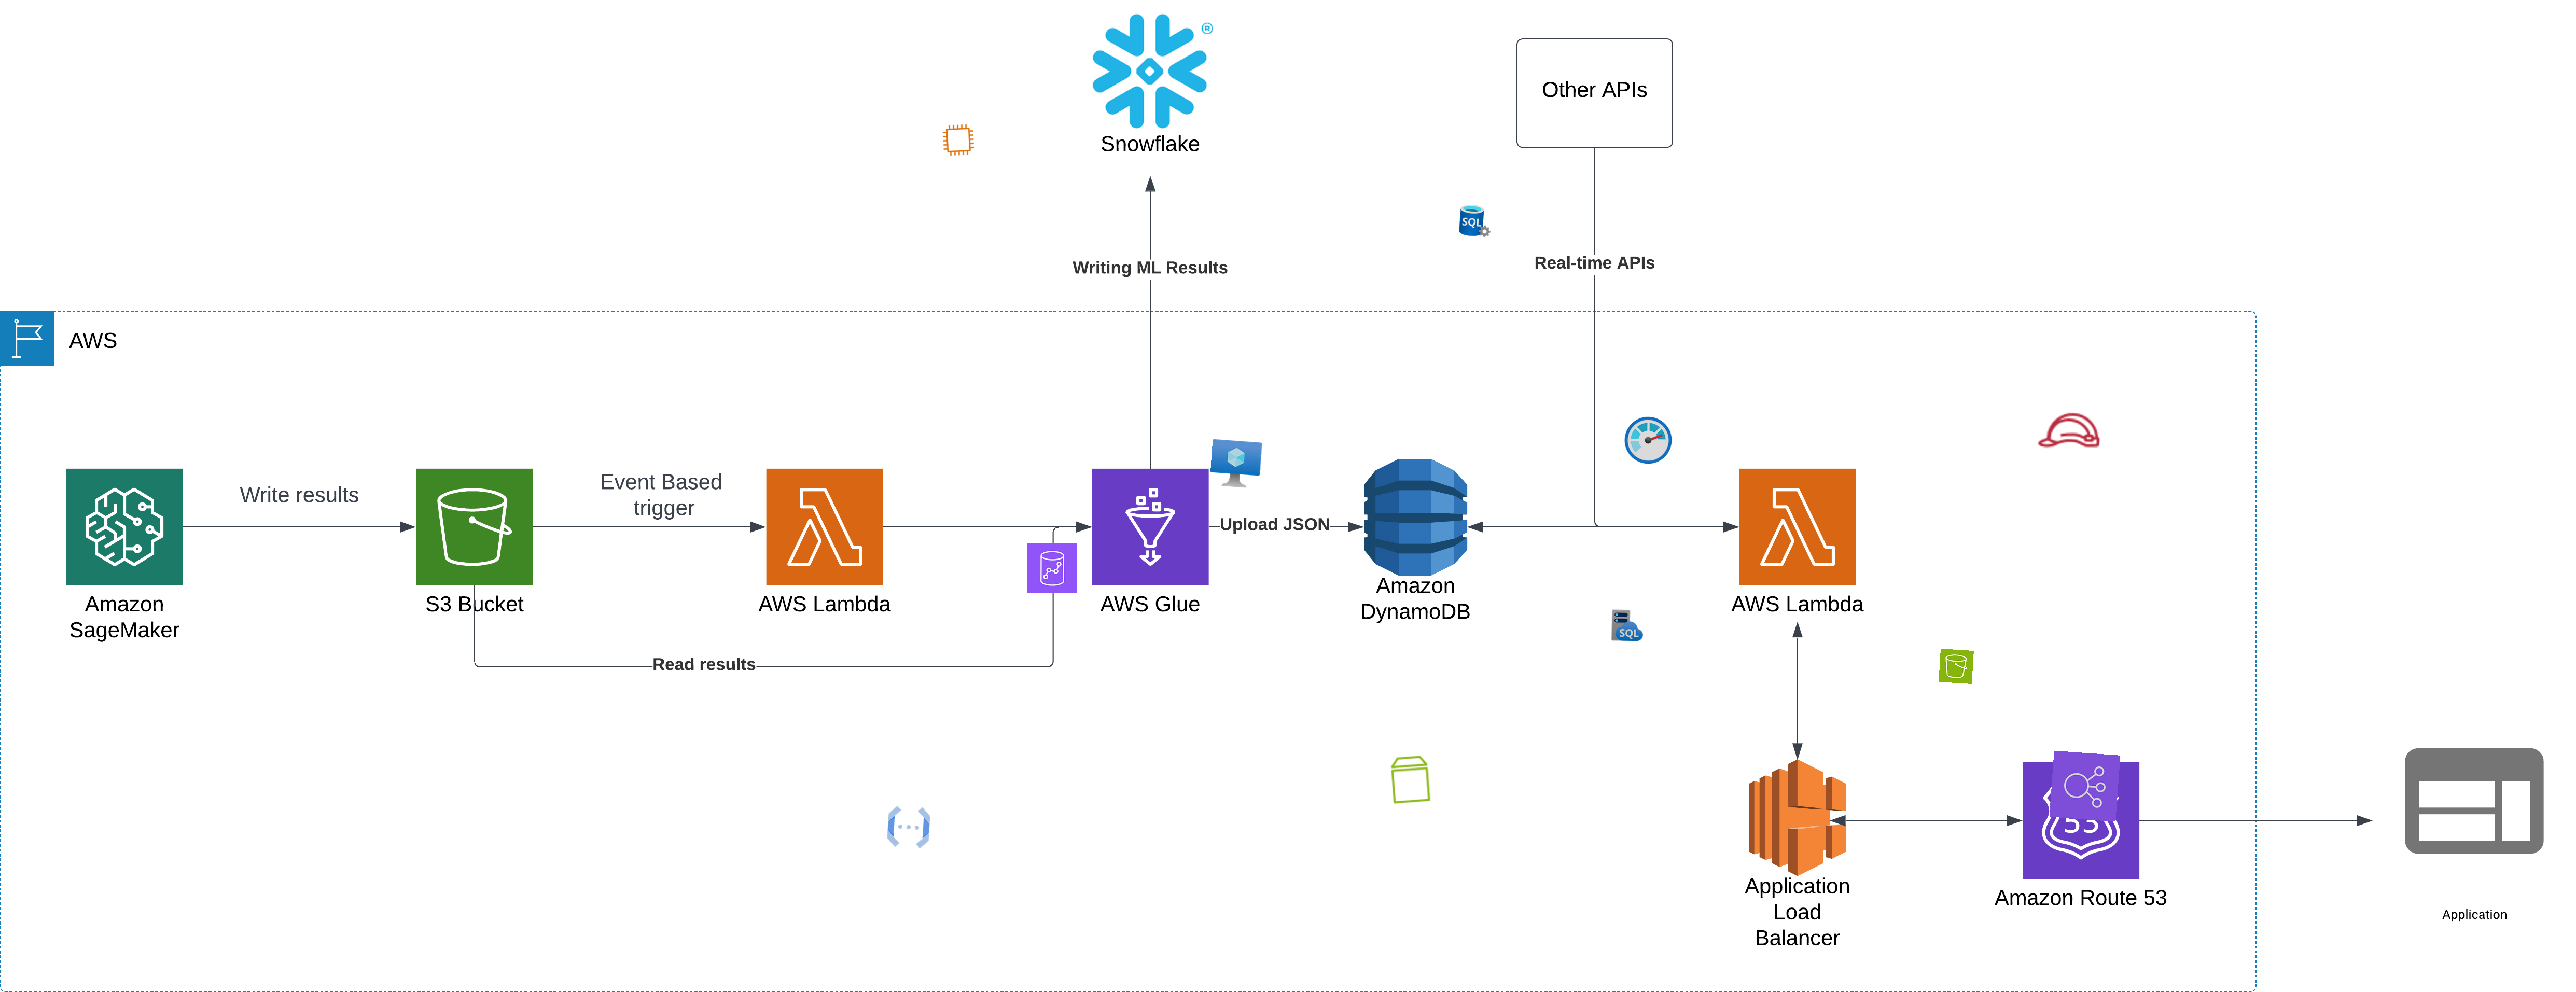 ®
Snowflake
Other APIs
SQL
Writing ML Results
Real-time APIs
AWS
Write results
Event Based
trigger
Upload JSON
Amazon
SageMaker
S3 Bucket
AWS Lambda
AWS Glue
Amazon
DynamoDB
AWS Lambda
SQL
Read results
53
Application
Load
Balancer
Amazon Route 53
Application